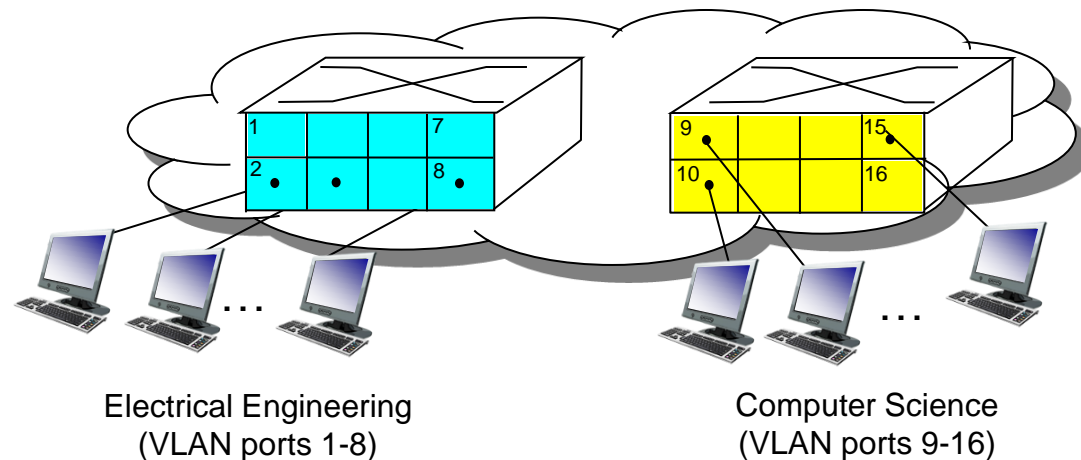 1
7
2
8
9
15
10
16
...
...
Electrical Engineering
(VLAN ports 1-8)
Computer Science
(VLAN ports 9-16)